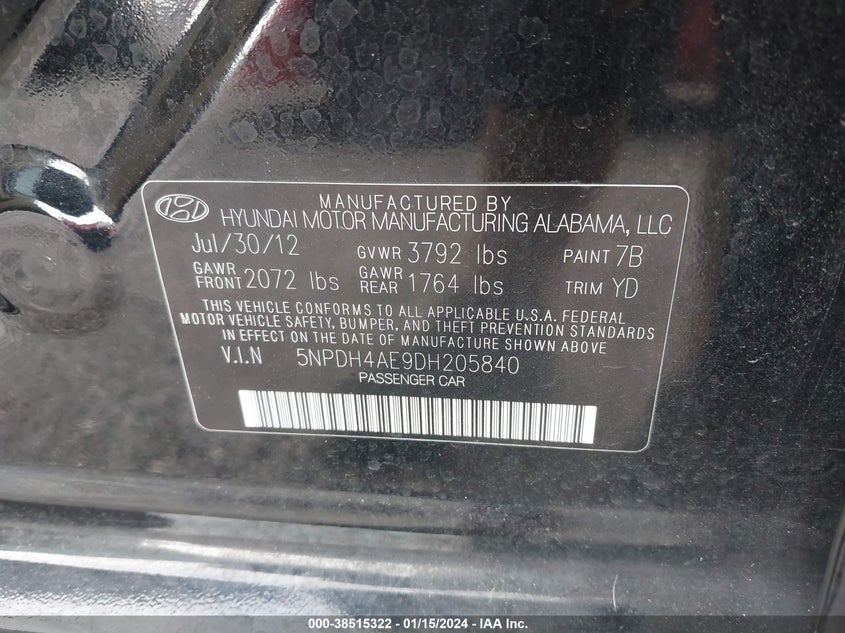 MANUFACTURED BY
HYUNDAI MOTOR MANUFACTURING ALABAMA, LLC
Jul/30/12 GVWR 3792 lbs PAINT 7B
GAWR FRONT 2072 lbs GAWR REAR 1764 lbs TRIM YD
THIS VEHICLE CONFORMS TO ALL APPLICABLE U.S.A. FEDERAL
MOTOR VEHICLE SAFETY, BUMPER, AND THEFT PREVENTION STANDARDS
IN EFFECT ON THE DATE OF MANUFACTURE SHOWN ABOVE
V.I.N 5NPDH4AE9DH205840
PASSENGER CAR
000-38515322 - 01/15/2024 - IAA Inc.